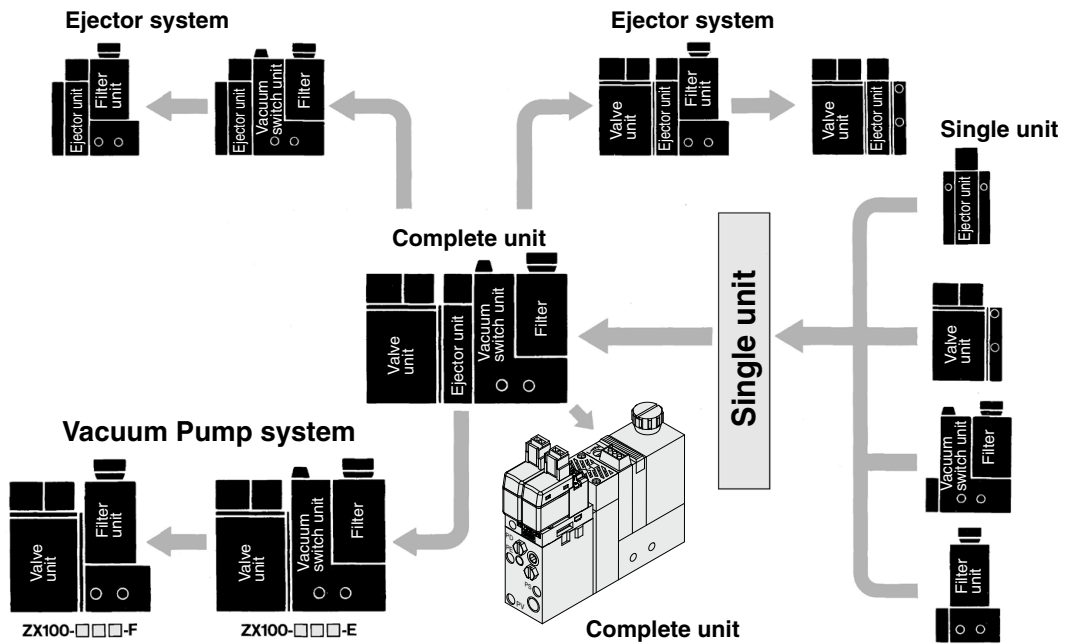 Ejector system
Ejector unit
Filter
unit
Ejector unit
Vacuum
switch unit
Filter
Ejector system
Valve
unit
Ejector unit
Filter
unit
Valve
unit
Ejector unit
Single unit
Ejector unit
Valve
unit
Vacuum
switch unit
Filter
Filter
unit
Single unit
Complete unit
Valve
unit
Ejector unit
Vacuum
switch unit
Filter
Vacuum Pump system
Valve
unit
Filter
unit
ZX100-□□□-F
Valve
unit
Vacuum
switch unit
Filter
ZX100-□□□-E
PD
PS
PV
Complete unit